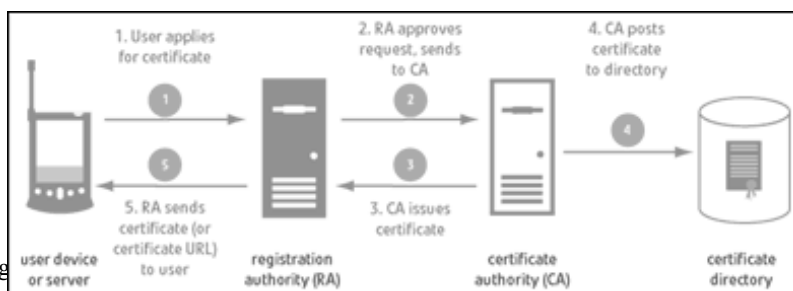 1. User applies
for certificate
2. RA approves
request, sends
to CA
4. CA posts
certificate
to directory
1
2
4
5
3
5. RA sends
certificate (or
certificate URL)
to user
3. CA issues
certificate
user device
or server
registration
authority (RA)
certificate
authority (CA)
certificate
directory
g